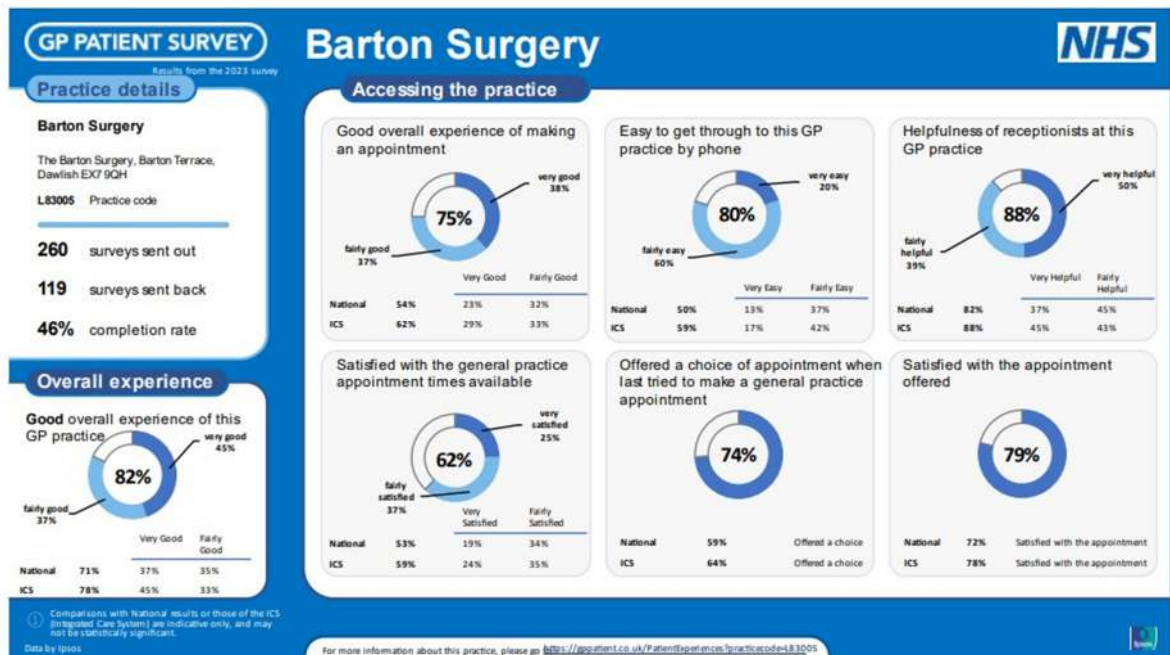 GP PATIENT SURVEY
Results from the 2023 survey
Barton Surgery
NHS
Practice details
Barton Surgery
The Barton Surgery, Barton Terrace,
Dawlish EX7 9QH
L83005 Practice code
260 surveys sent out
119 surveys sent back
46% completion rate
Overall experience
Good overall experience of this
GP practice
very good
45%
82%
fairly good
37%
Very Good Fairly
Good
National 71% 37% 35%
ICS 78% 45% 33%
Accessing the practice
Good overall experience of making
an appointment
very good
38%
75%
fairly good
37%
Very Good Fairly Good
National 54% 23% 32%
ICS 62% 29% 33%
Easy to get through to this GP
practice by phone
very easy
20%
80%
fairly easy
60%
Very Easy Fairly Easy
National 50% 13% 37%
ICS 59% 17% 42%
Helpfulness of receptionists at this
GP practice
very helpful
50%
88%
fairly
helpful
39%
Very Helpful Fairly
Helpful
National 82% 37% 45%
ICS 88% 45% 43%
Satisfied with the general practice
appointment times available
very
satisfied
25%
62%
fairly
satisfied
37%
Very
Satisfied
Fairly
Satisfied
National 53% 19% 34%
ICS 59% 24% 35%
Offered a choice of appointment when
last tried to make a general practice
appointment
74%
National 59% Offered a choice
ICS 64% Offered a choice
Satisfied with the appointment
offered
79%
National 72% Satisfied with the appointment
ICS 78% Satisfied with the appointment
Comparisons with National results or those of the ICS
(Integrated Care System) are indicative only, and may
not be statistically significant.
Data by Ipsos
For more information about this practice, please go https://gppatient.co.uk/PatientExperiences?practicecode=L83005
Ipsos